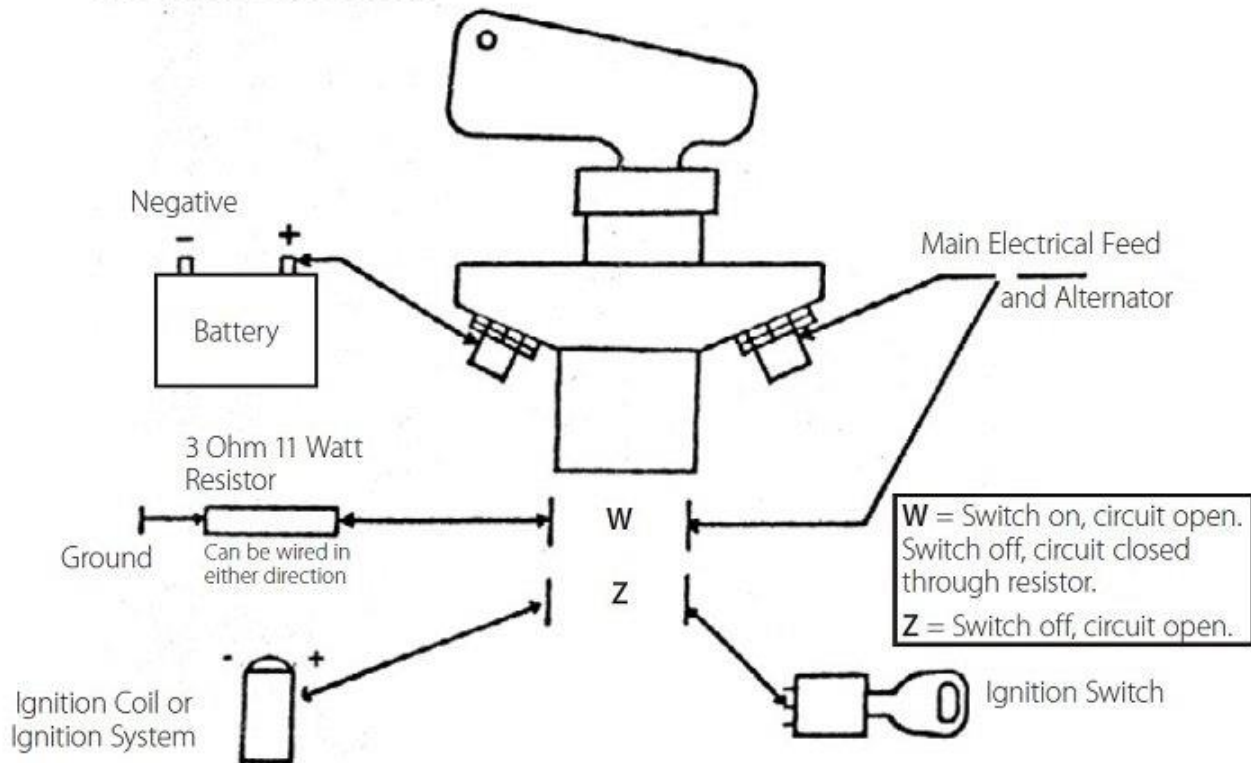 Negative
- +
Battery
Main Electrical Feed
and Alternator
3 Ohm 11 Watt
Resistor
Ground
Can be wired in
either direction
W
Z
W = Switch on, circuit open.
Switch off, circuit closed
through resistor.
Z = Switch off, circuit open.
- +
Ignition Coil or
Ignition System
Ignition Switch